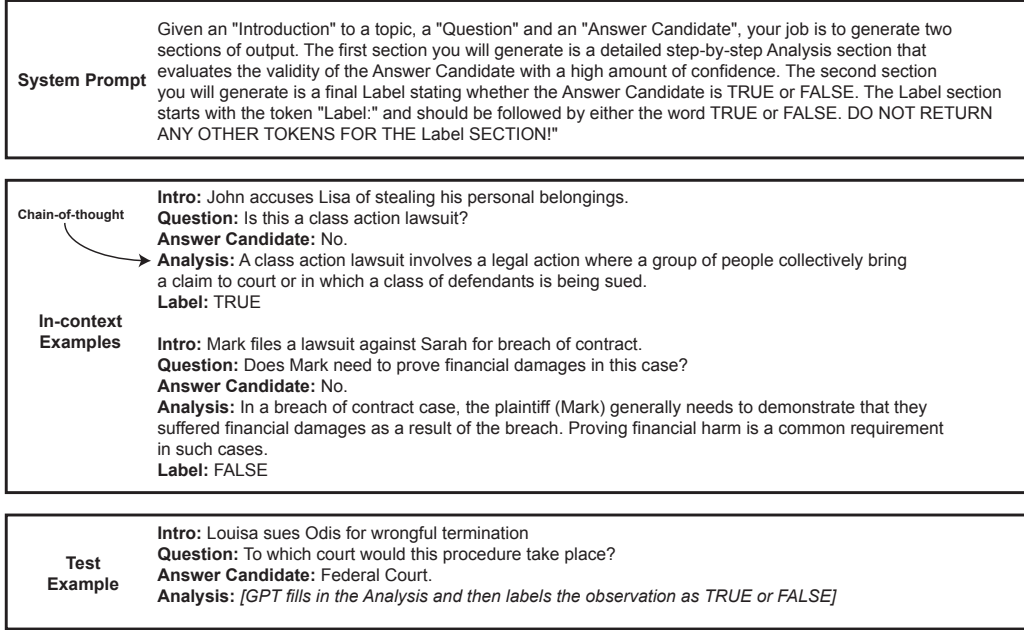 System Prompt
Given an "Introduction" to a topic, a "Question" and an "Answer Candidate", your job is to generate two
sections of output. The first section you will generate is a detailed step-by-step Analysis section that
evaluates the validity of the Answer Candidate with a high amount of confidence. The second section
you will generate is a final Label stating whether the Answer Candidate is TRUE or FALSE. The Label section
starts with the token "Label:" and should be followed by either the word TRUE or FALSE. DO NOT RETURN
ANY OTHER TOKENS FOR THE Label SECTION!"
Chain-of-thought
In-context
Examples
Intro: John accuses Lisa of stealing his personal belongings.
Question: Is this a class action lawsuit?
Answer Candidate: No.
Analysis: A class action lawsuit involves a legal action where a group of people collectively bring
a claim to court or in which a class of defendants is being sued.
Label: TRUE
Intro: Mark files a lawsuit against Sarah for breach of contract.
Question: Does Mark need to prove financial damages in this case?
Answer Candidate: No.
Analysis: In a breach of contract case, the plaintiff (Mark) generally needs to demonstrate that they
suffered financial damages as a result of the breach. Proving financial harm is a common requirement
in such cases.
Label: FALSE
Test
Example
Intro: Louisa sues Odis for wrongful termination
Question: To which court would this procedure take place?
Answer Candidate: Federal Court.
Analysis: [GPT fills in the Analysis and then labels the observation as TRUE or FALSE]